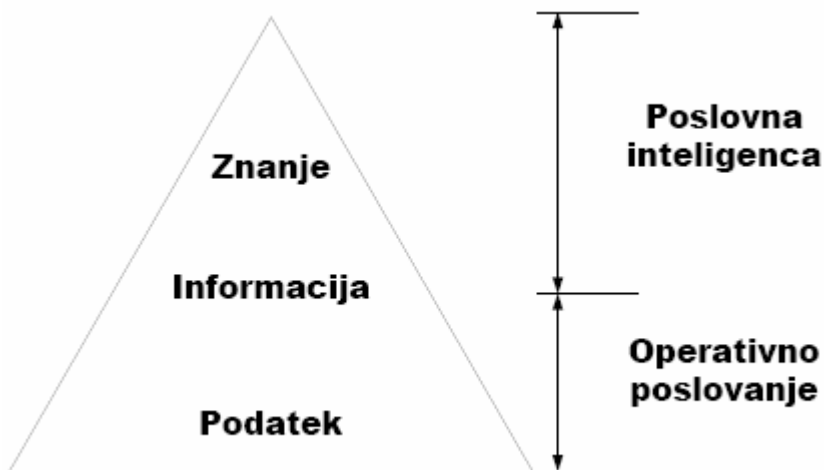 Znanje
Informacija
Podatek
Poslovna
inteligenca
Operativno
poslovanje